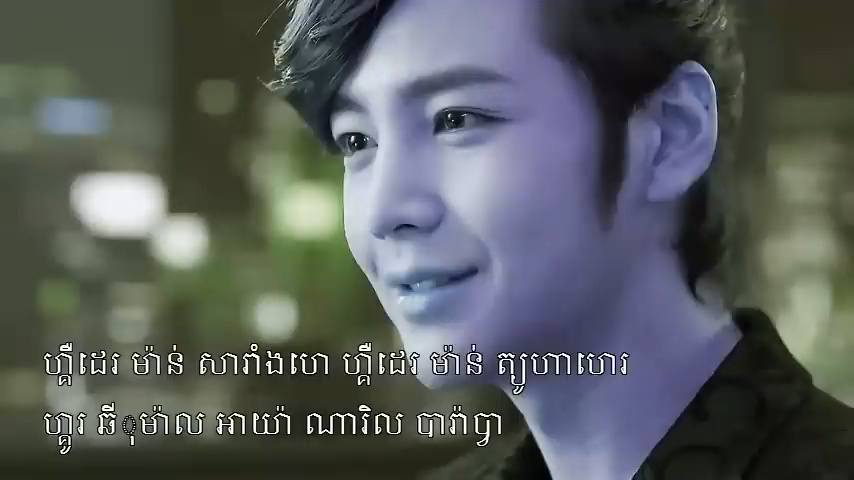 ហ្គឺដេរ ម៉ាន់ សារ៉ាំងហេ ហ្គឺដេរ ម៉ាន់ ត្យូហាហេរ
ហ្គូរ ឆីុម៉ាល អាយ៉ា ណារិល បារ៉ាប្វា